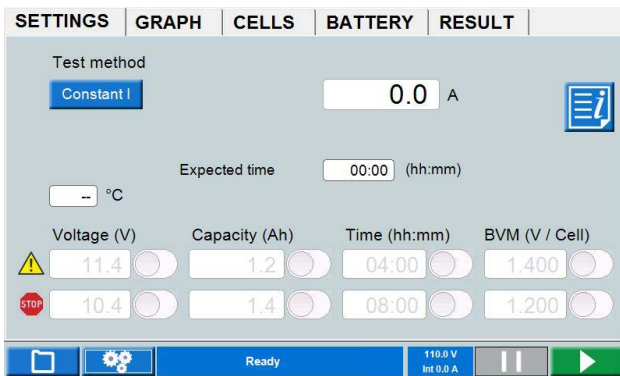 SETTINGS GRAPH CELLS BATTERY RESULT
Test method
Constant I 0.0 A
i
Expected time 00:00 (hh:mm)
-- °C
Voltage (V) Capacity (Ah) Time (hh:mm) BVM (V / Cell)
11.4 1.2 04:00 1.400
STOP 10.4 1.4 08:00 1.200
Ready 110.0 V
Int 0.0 A